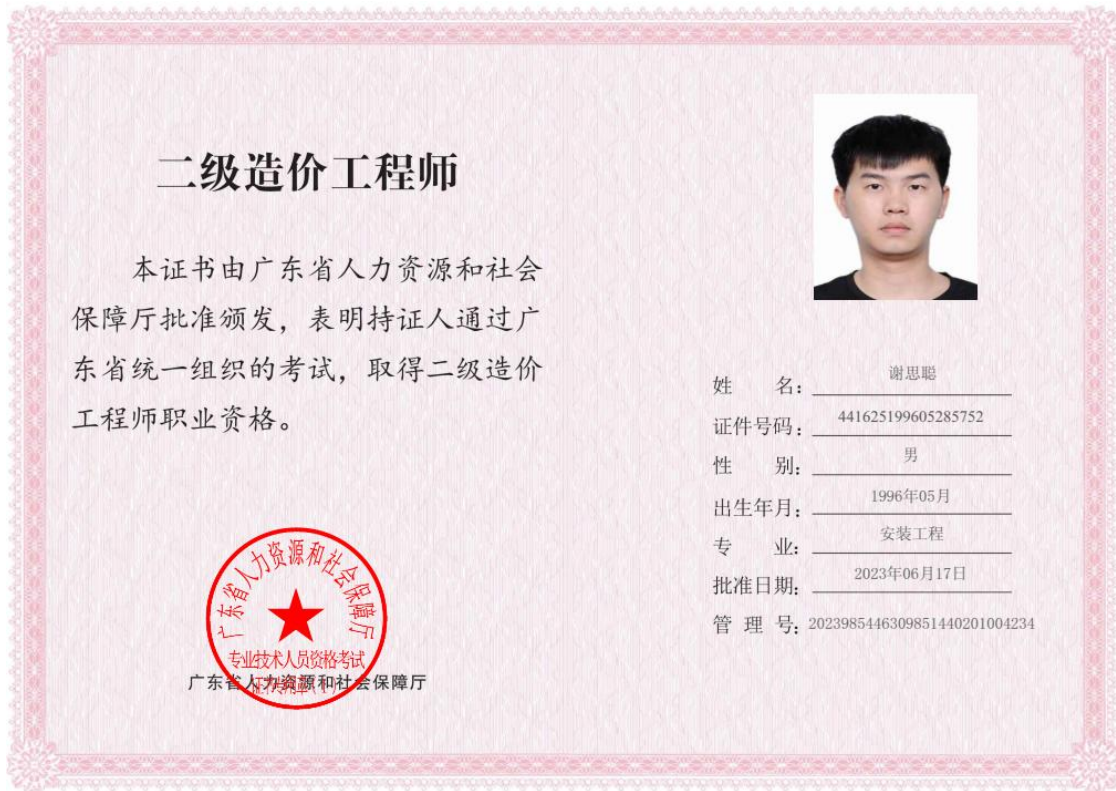 二级造价工程师
本证书由广东省人力资源和社会
保障厅批准颁发，表明持证人通过广
东省统一组织的考试，取得二级造价
工程师职业资格。
广东省人力资源和社会保障厅
专业技术人员资格考试
广东省人力资源和社会保障厅
姓 名：谢思聪
证件号码：441625199605285752
性 别：男
出生年月：1996年05月
专 业：安装工程
批准日期：2023年06月17日
管 理 号：2023985446309851440201004234